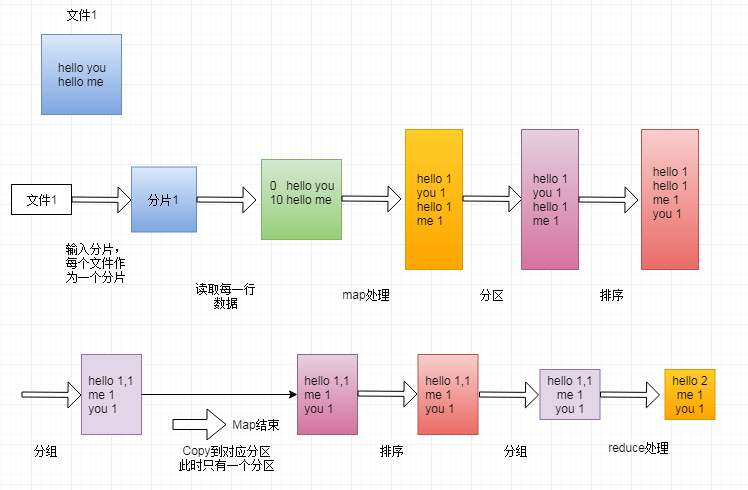 文件1
hello you
hello me
文件1
分片1
0 hello you
10 hello me
hello 1
you 1
hello 1
me 1
hello 1
you 1
hello 1
me 1
hello 1
hello 1
me 1
you 1
输入分片，
每个文件作
为一个分片
读取每一行
数据
map处理
分区
排序
hello 1,1
me 1
you 1
hello 1,1
me 1
you 1
hello 1,1
me 1
you 1
hello 1,1
me 1
you 1
hello 2
me 1
you 1
分组
Map结束
Copy到对应分区
此时只有一个分区
排序
分组
reduce处理